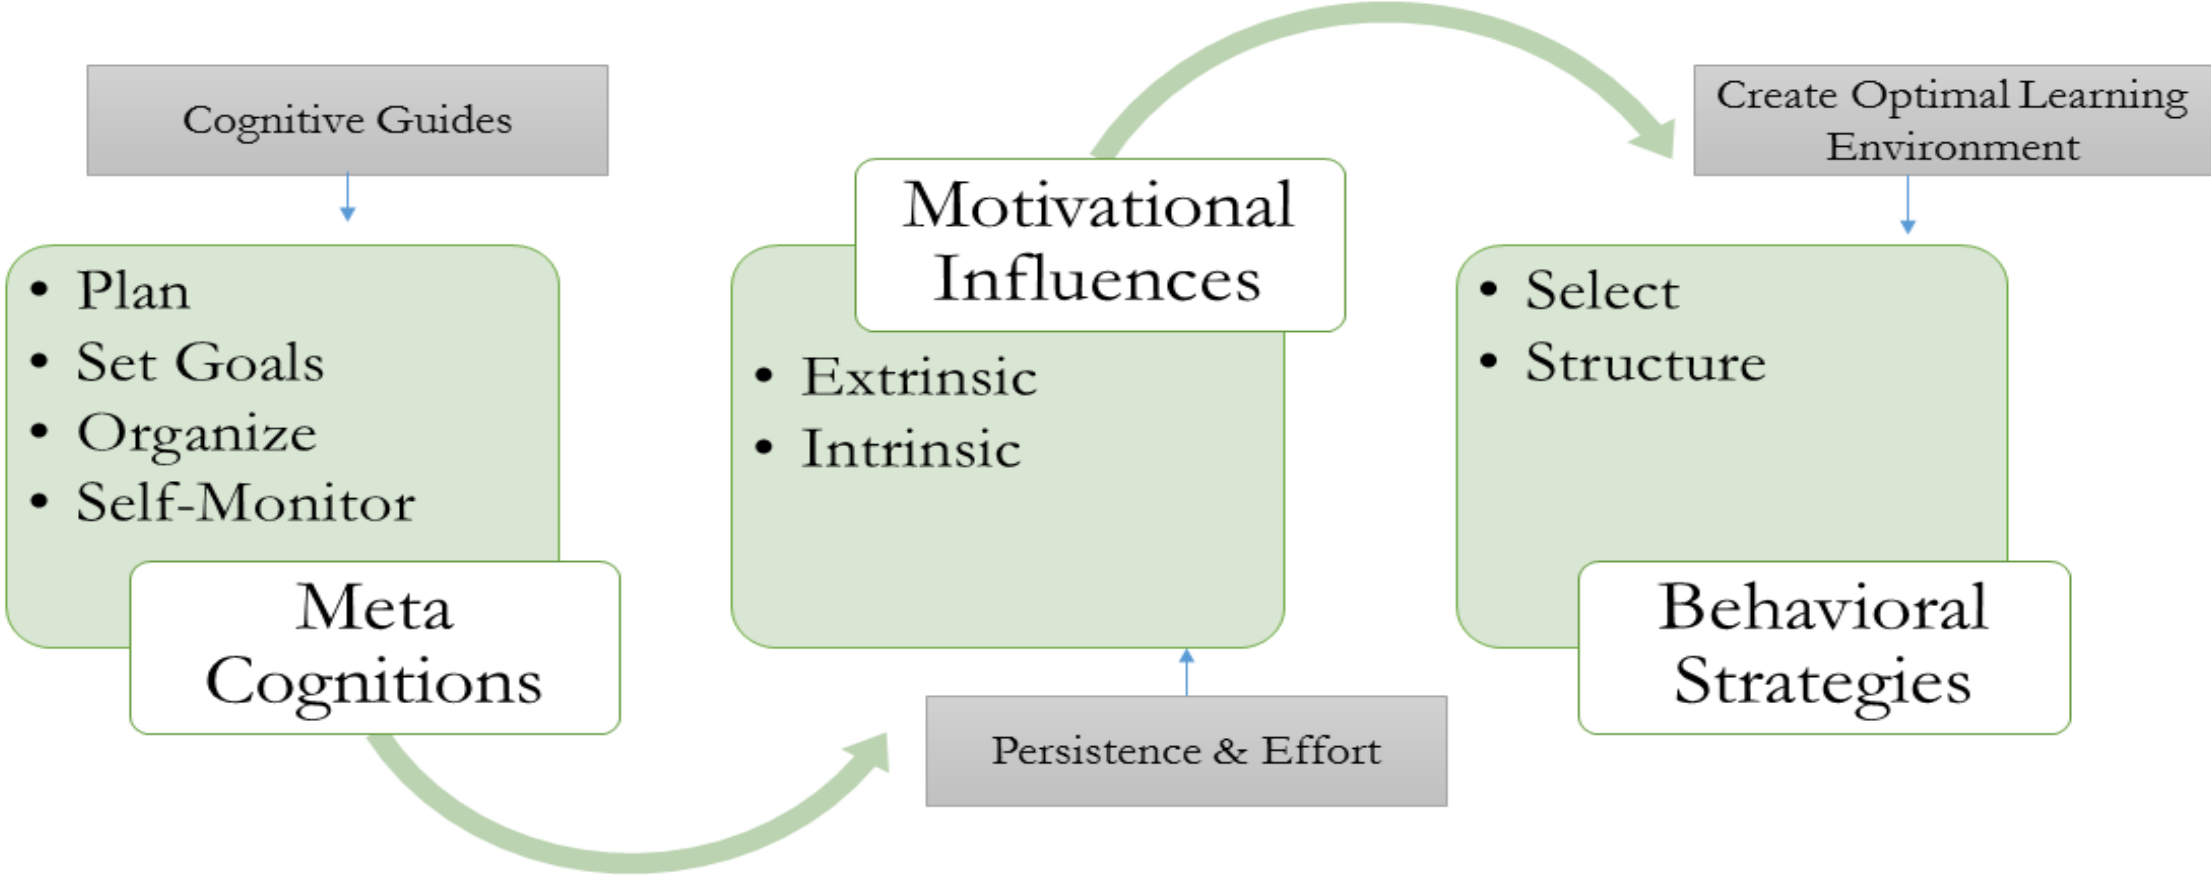 Cognitive Guides
• Plan
• Set Goals
• Organize
• Self-Monitor
Meta
Cognitions
Motivational
Influences
• Extrinsic
• Intrinsic
Persistence & Effort
Create Optimal Learning
Environment
• Select
• Structure
Behavioral
Strategies